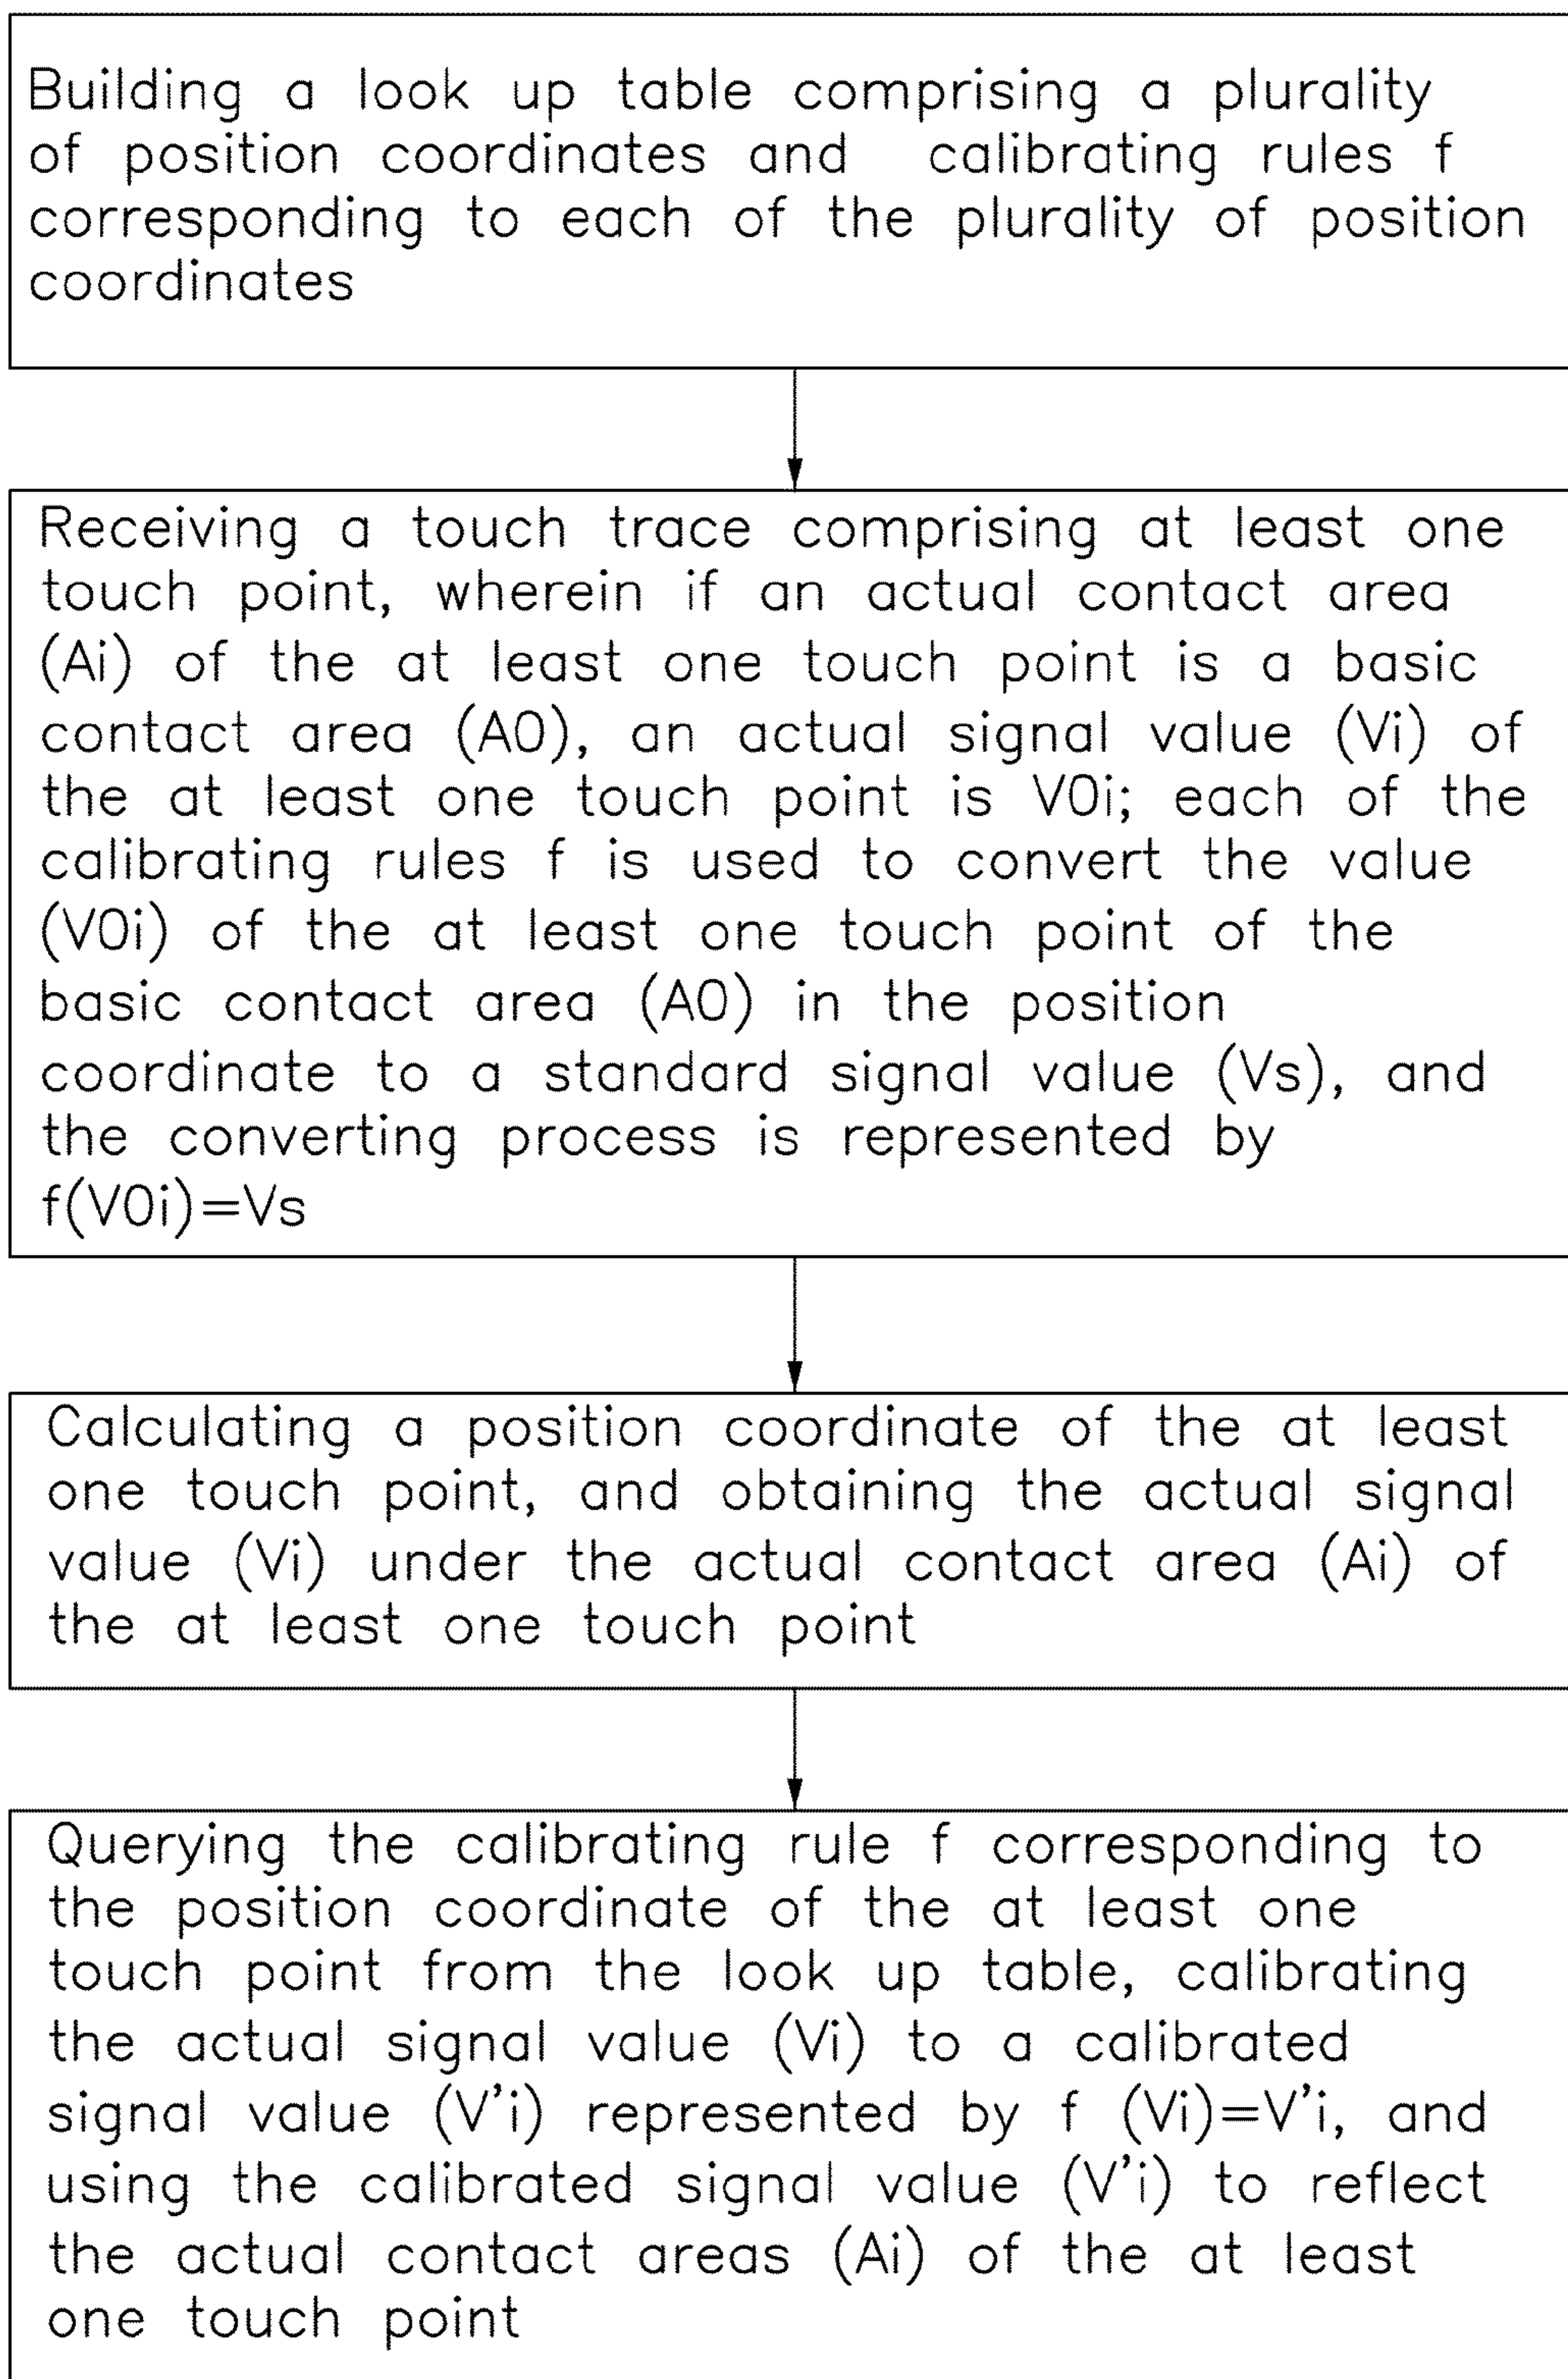 Building a look up table comprising a plurality
of position coordinates and calibrating rules f
corresponding to each of the plurality of position
coordinates
Receiving a touch trace comprising at least one
touch point, wherein if an actual contact area
(Ai) of the at least one touch point is a basic
contact area (A0), an actual signal value (Vi) of
the at least one touch point is V0i; each of the
calibrating rules f is used to convert the value
(V0i) of the at least one touch point of the
basic contact area (A0) in the position
coordinate to a standard signal value (Vs), and
the converting process is represented by
f(V0i)=Vs
Calculating a position coordinate of the at least
one touch point, and obtaining the actual signal
value (Vi) under the actual contact area (Ai) of
the at least one touch point
Querying the calibrating rule f corresponding to
the position coordinate of the at least one
touch point from the look up table, calibrating
the actual signal value (Vi) to a calibrated
signal value (V'i) represented by f (Vi)=V'i, and
using the calibrated signal value (V'i) to reflect
the actual contact areas (Ai) of the at least
one touch point